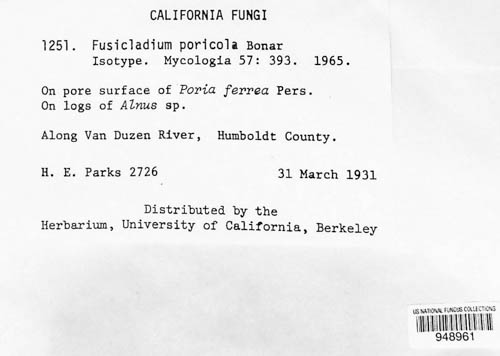 CALIFORNIA FUNGI
1251. Fusicladium poricola Bonar
Isotype. Mycologia 57: 393. 1965.
On pore surface of Poria ferrea Pers.
On logs of Alnus sp.
Along Van Duzen River, Humboldt County.
H. E. Parks 2726 31 March 1931
Distributed by the
Herbarium, University of California, Berkeley
US NATIONAL FUNGUS COLLECTIONS
948961